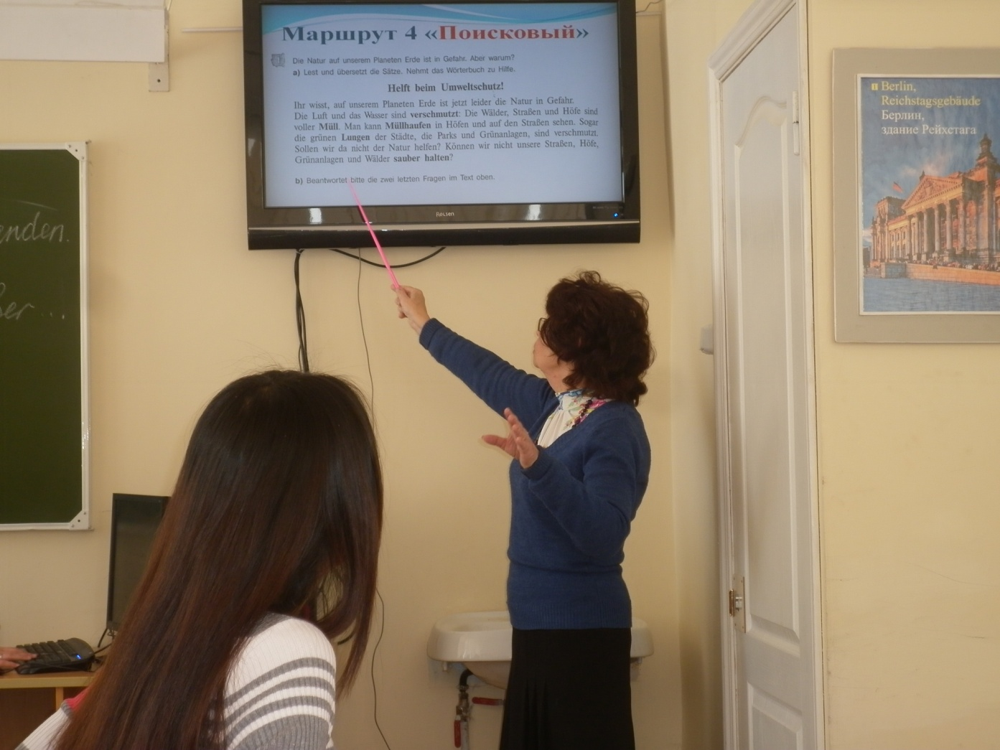 Маршрут 4 «Поисковый»
Die Natur auf unserem Planeten Erde ist in Gefahr. Aber warum?
a) Lest und übersetzt die Sätze. Nehmt das Wörterbuch zu Hilfe.
Helft beim Umweltschutz!
Ihr wisst, auf unserem Planeten Erde ist jetzt leider die Natur in Gefahr.
Die Luft und das Wasser sind verschmutzt: Die Wälder, Straßen und Höfe sind
voller Müll. Man kann Müllhaufen in Höfen und auf den Straßen sehen. Sogar
die grünen Lungen der Städte, die Parks und Grünanlagen, sind verschmutzt.
Sollen wir da nicht der Natur helfen? Können wir nicht unsere Straßen, Höfe,
Grünanlagen und Wälder sauber halten?
b) Beantwortet bitte die zwei letzten Fragen im Text oben.
Rolsen
Berlin,
Reichstagsgebäude
Берлин,
здание Рейхстага
enden.
er...